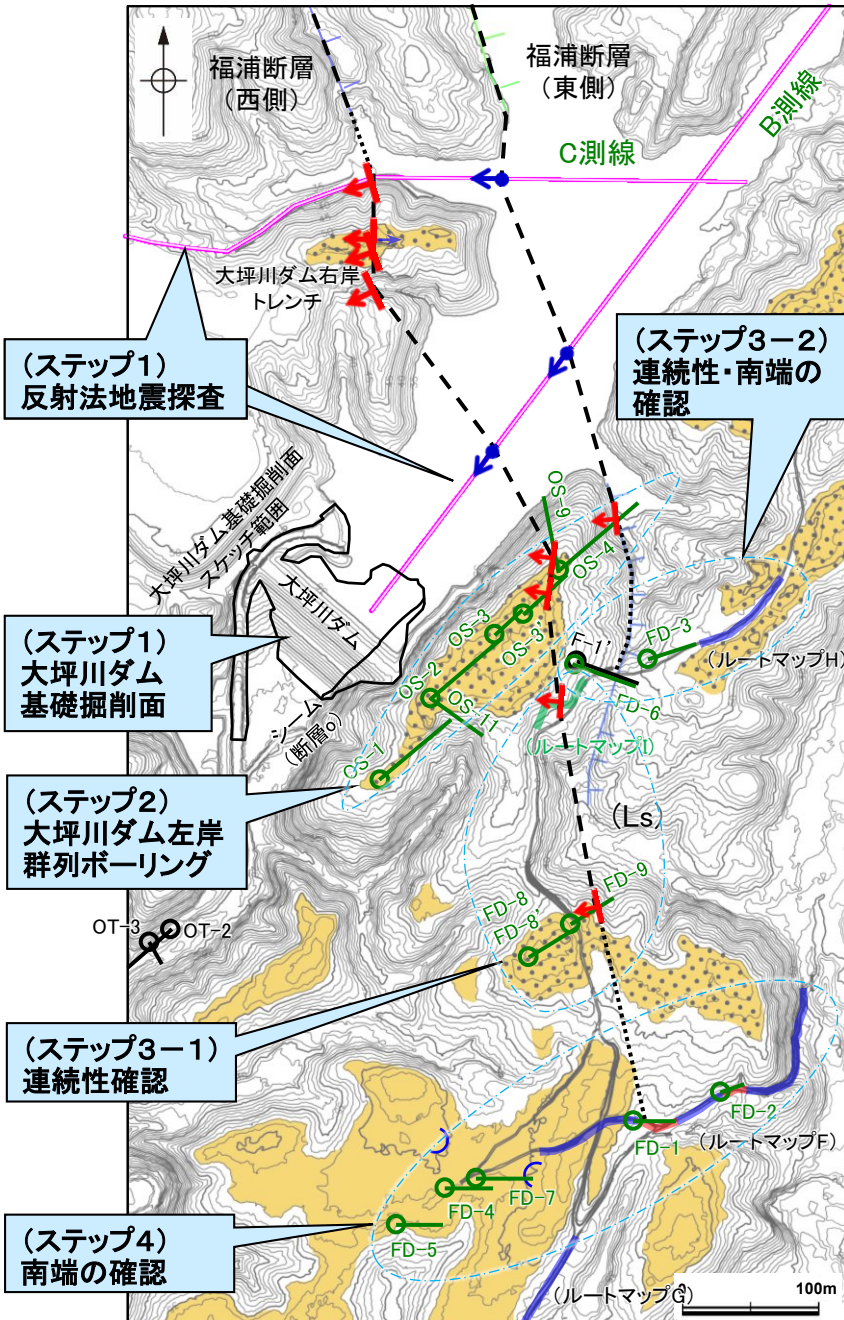 福浦断層
(西側)
福浦断層
(東側)
B測線
C測線
大坪川ダム右岸
トレンチ
(ステップ1)
反射法地震探査
(ステップ3-2)
連続性・南端の
確認
大坪川ダム基礎掘削面
スケッチ範囲
大坪川ダム
OS-9
OS-4
OS-3
OS-3'
F-1'
FD-3
(ルートマップH)
FD-6
(ステップ1)
大坪川ダム
基礎掘削面
OS-2
OS-11
(ルートマップI)
シーム
(断層o)
OS-1
(ステップ2)
大坪川ダム左岸
群列ボーリング
(Ls)
FD-9
FD-8
FD-8'
OT-3
OT-2
(ステップ3-1)
連続性確認
FD-2
FD-1
(ルートマップF)
FD-7
FD-4
FD-5
(ステップ4)
南端の確認
(ルートマップG)
0
100m